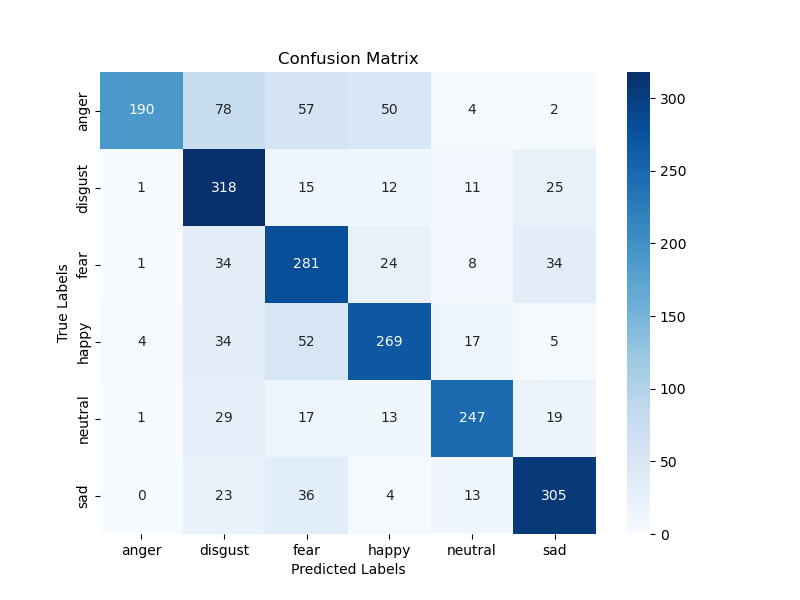 Confusion Matrix
True Labels
anger 190 78 57 50 4 2
disgust 1 318 15 12 11 25
fear 1 34 281 24 8 34
happy 4 34 52 269 17 5
neutral 1 29 17 13 247 19
sad 0 23 36 4 13 305
anger disgust fear happy neutral sad
Predicted Labels
300
250
200
150
100
50
0